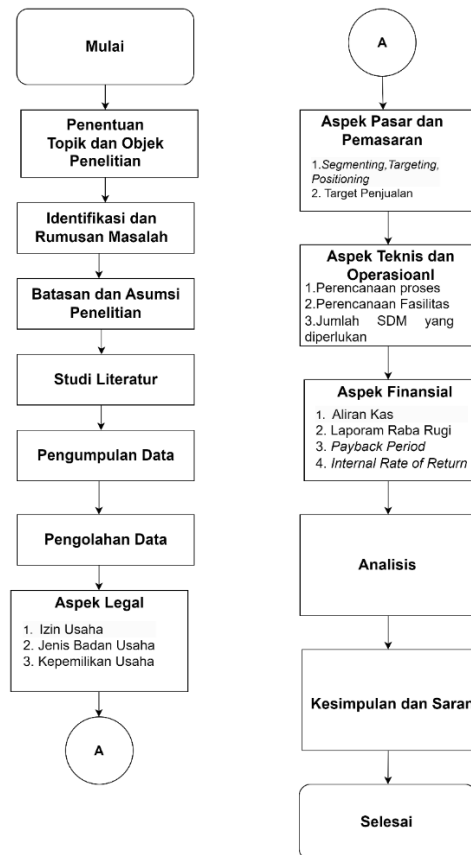 Mulai
Penentuan
Topik dan Objek
Penelitian
Identifikasi dan
Rumusan Masalah
Batasan dan Asumsi
Penelitian
Studi Literatur
Pengumpulan Data
Pengolahan Data
Aspek Legal
1. Izin Usaha
2. Jenis Badan Usaha
3. Kepemilikan Usaha
A
A
Aspek Pasar dan
Pemasaran
1.Segmenting,Targeting,
Positioning
2. Target Penjualan
Aspek Teknis dan
Operasioanl
1.Perencanaan proses
2.Perencanaan Fasilitas
3.Jumlah SDM yang
diperlukan
Aspek Finansial
1. Aliran Kas
2. Laporam Raba Rugi
3. Payback Period
4. Internal Rate of Return
Analisis
Kesimpulan dan Saran
Selesai